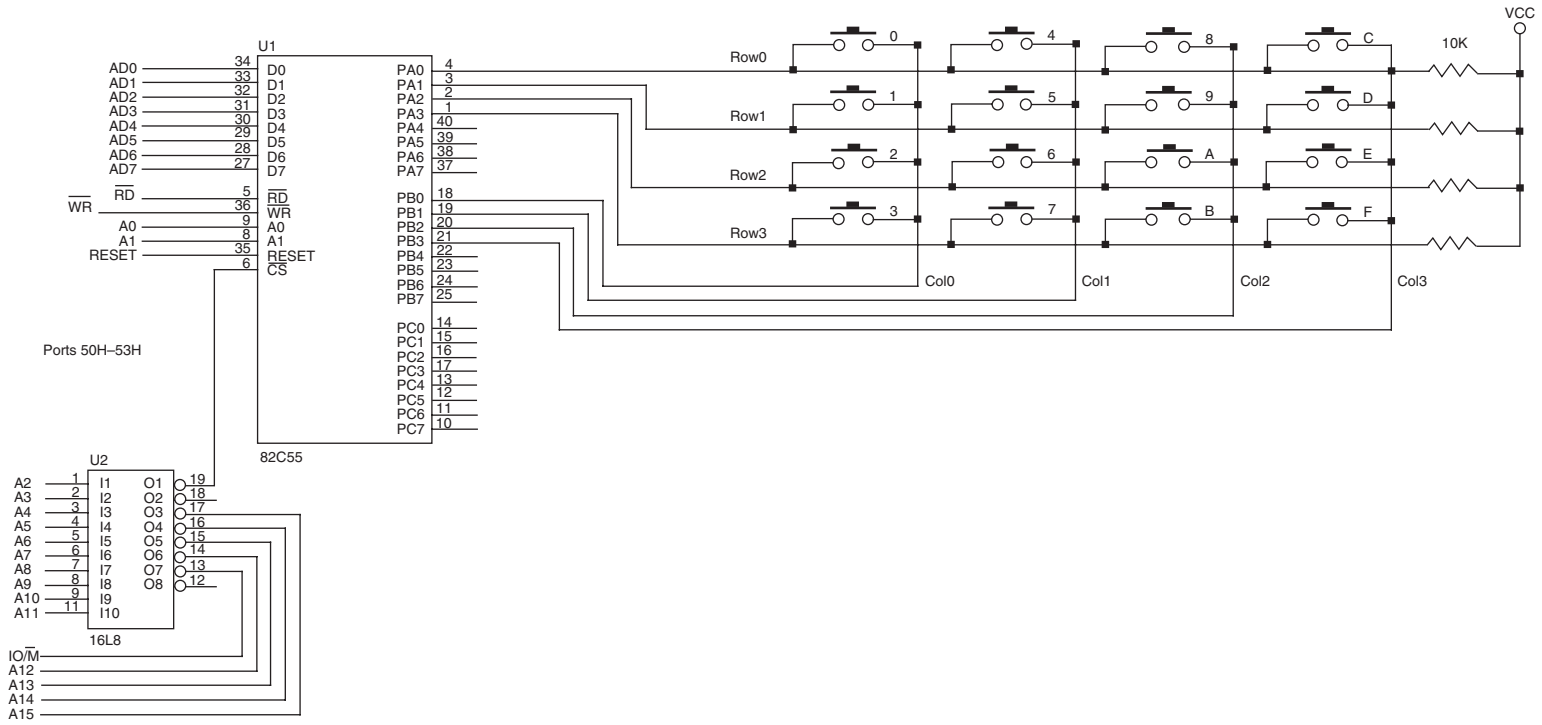 VCC
10K
0 4 8 C
Row0
1 5 9 D
Row1
2 6 A E
Row2
3 7 B F
Row3
Col0 Col1 Col2 Col3
U1
AD0 34 D0
AD1 33 D1
AD2 32 D2
AD3 31 D3
AD4 30 D4
AD5 29 D5
AD6 28 D6
AD7 27 D7
RD 5 RD
WR 36 WR
A0 9 A0
A1 8 A1
RESET 35 RESET
6 CS
PA0 4
PA1 3
PA2 2
PA3 1
PA4 40
PA5 39
PA6 38
PA7 37
PB0 18
PB1 19
PB2 20
PB3 21
PB4 22
PB5 23
PB6 24
PB7 25
PC0 14
PC1 15
PC2 16
PC3 17
PC4 13
PC5 12
PC6 11
PC7 10
82C55
Ports 50H–53H
U2
A2 1 I1 O1 19
A3 2 I2 O2 18
A4 3 I3 O3 17
A5 4 I4 O4 16
A6 5 I5 O5 15
A7 6 I6 O6 14
A8 7 I7 O7 13
A9 8 I8 O8 12
A10 9 I9
A11 11 I10
16L8
IO/M
A12
A13
A14
A15